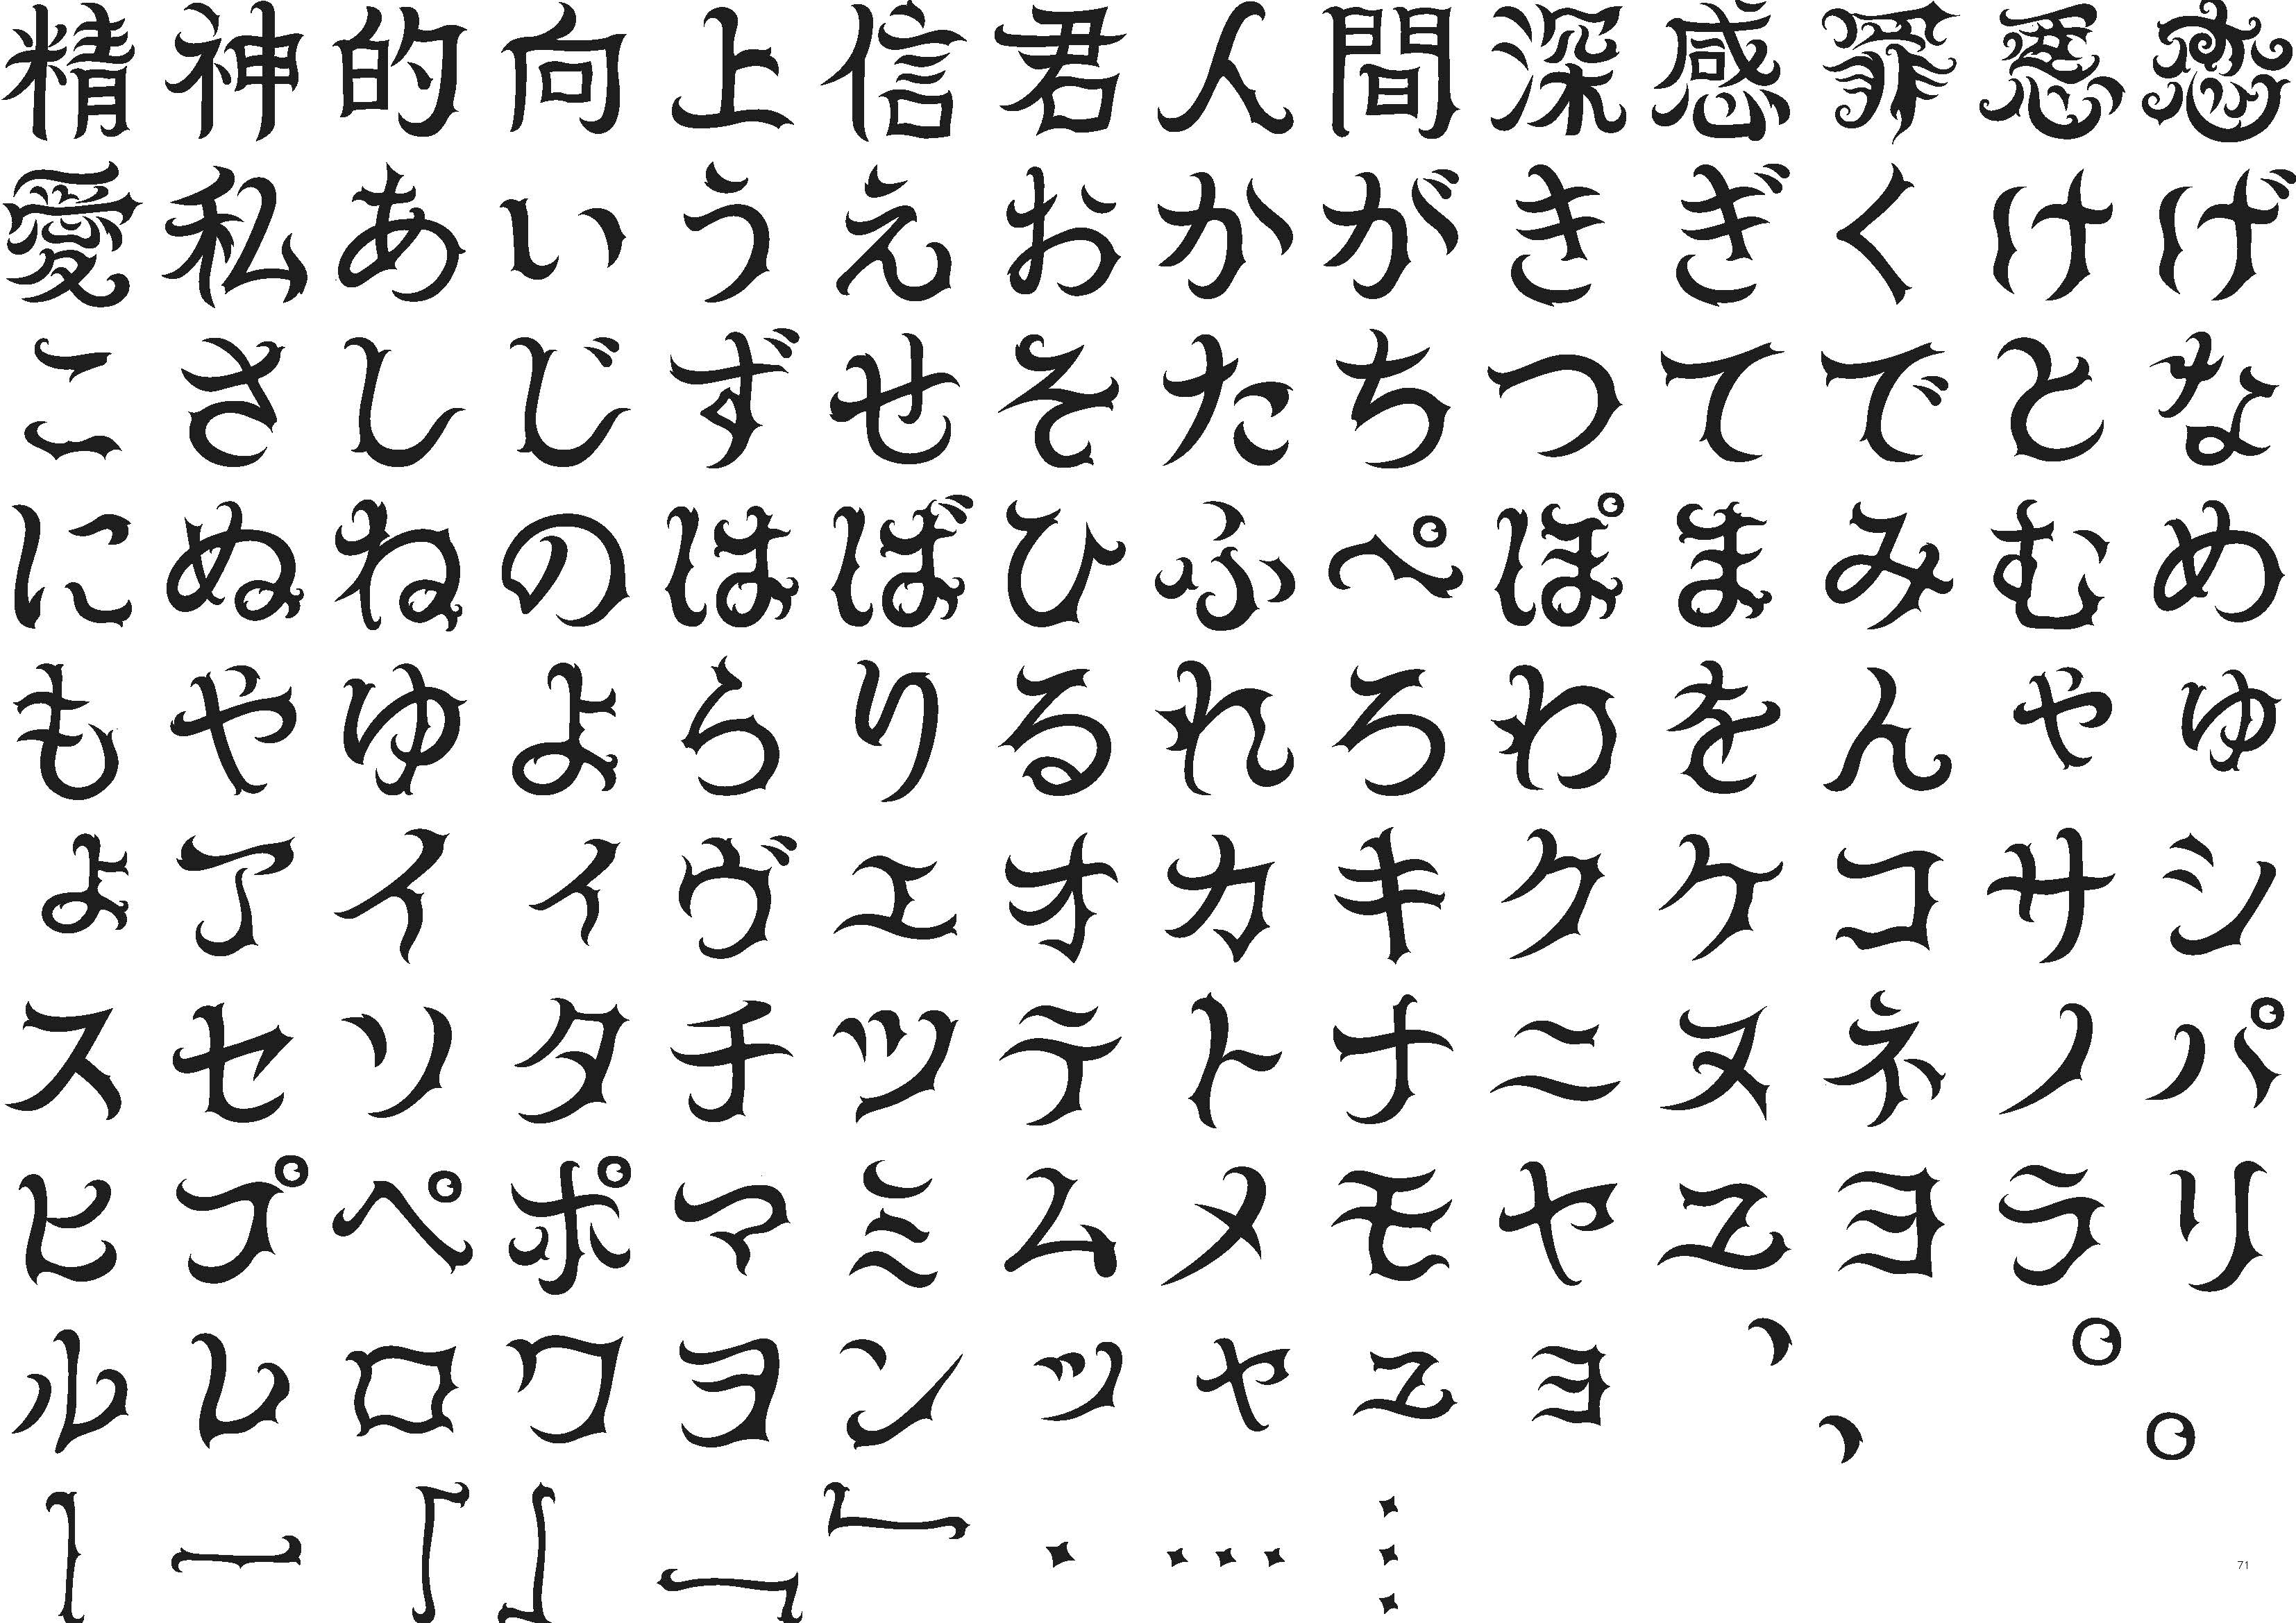 精神的向上信君人間深感罪悪恋
愛私あいうえおかがきぎくけげ
こさしじずせそたちつてでとな
にぬねのはばひふぺぽまみむめ
もやゆよらりるれろわをんゃゅ
ょアイィヴエオカキクケコサシ
スセソタチツテトナニヌネノパ
ヒプペポマミムメモヤユヨラリ
ルレロワヲンッャュョ、、。。
｜ー「」﹁﹂・…︙
71